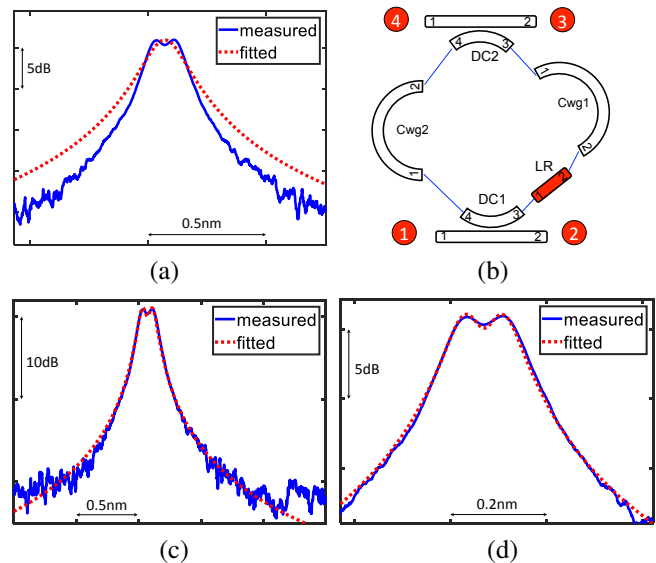 measured
fitted
5dB
0.5nm
(a)
4
1
2
3
4
3
DC2
1
2
Cwg1
Cwg2
2
1
LR
1
2
DC1
4
3
1
1
2
2
(b)
measured
fitted
10dB
0.5nm
(c)
measured
fitted
5dB
0.2nm
(d)